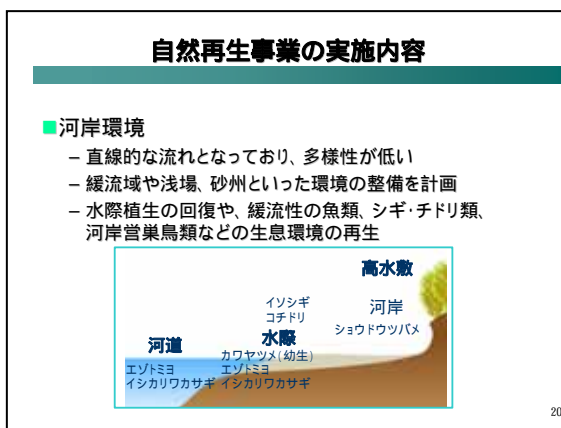 自然再生事業の実施内容
■河岸環境
– 直線的な流れとなっており、多様性が低い
– 緩流域や浅場、砂州といった環境の整備を計画
– 水際植生の回復や、緩流性の魚類、シギ・チドリ類、
河岸営巣鳥類などの生息環境の再生
高水敷
イソシギ
コチドリ
河岸
ショウドウツバメ
水際
河道
カワヤツメ(幼生)
エゾトミヨ
イシカリワカサギ
エゾトミヨ
イシカリワカサギ
20